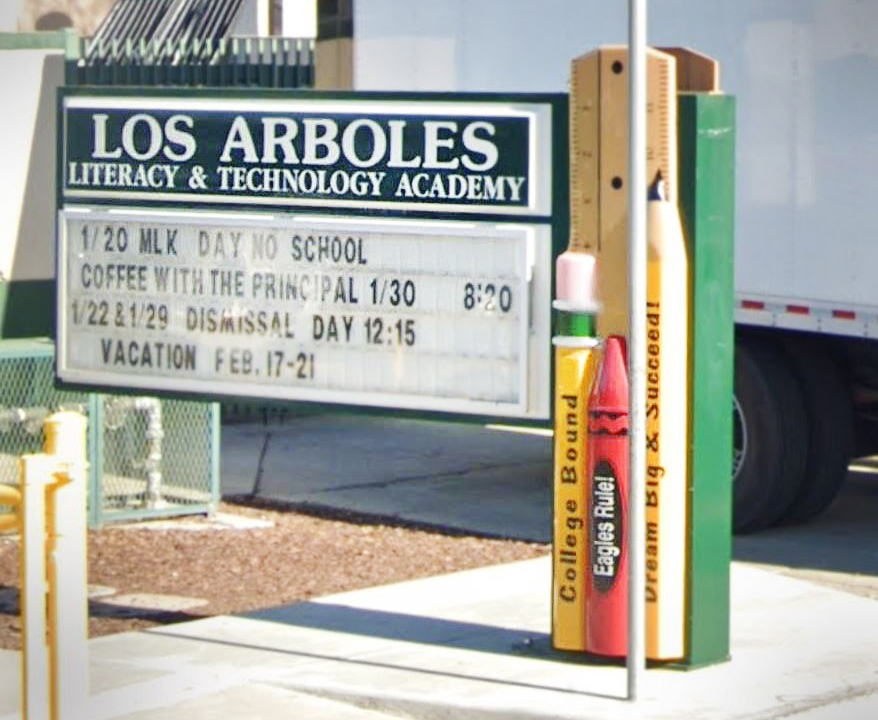 LOS ARBOLES
LITERACY & TECHNOLOGY ACADEMY
1/20 MLK DAY NO SCHOOL
COFFEE WITH THE PRINCIPAL 1/30 8:20
1/22 & 1/29 DISMISSAL DAY 12:15
VACATION FEB. 17-21
College Bound
Eagles Rule!
Dream Big & Succeed!